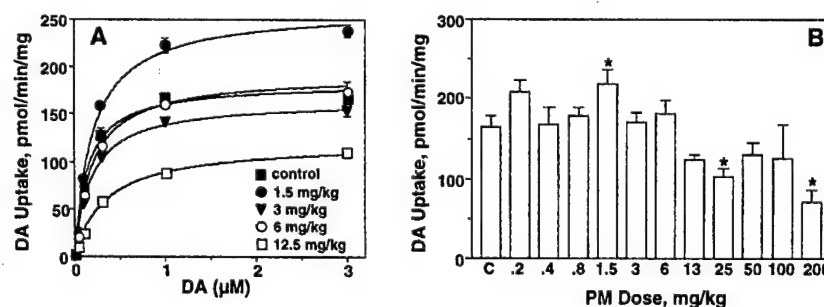 A
DA Uptake, pmol/min/mg
250
200
150
100
50
0
control
1.5 mg/kg
3 mg/kg
6 mg/kg
12.5 mg/kg
0
1
2
3
DA (µM)
B
DA Uptake, pmol/min/mg
300
200
150
100
0
*
*
*
C .2 .4 .8 1.5 3 6 13 25 50 100 200
PM Dose, mg/kg